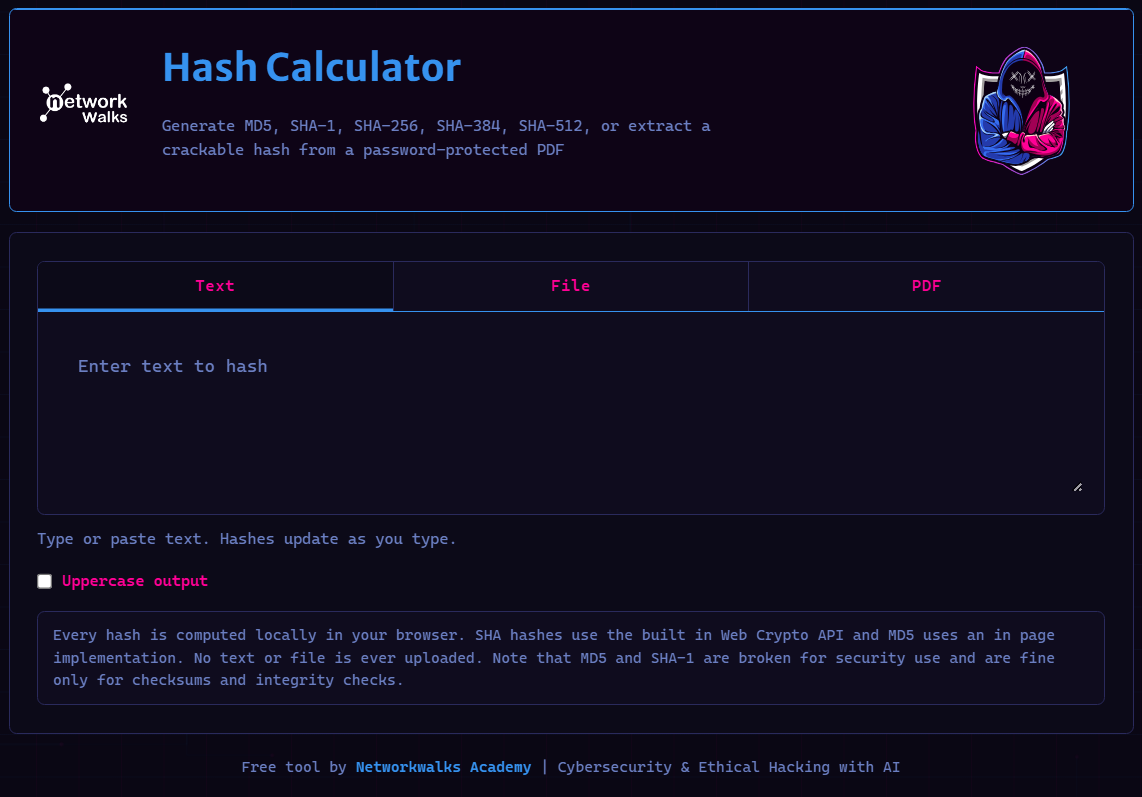 network
Walks
Hash Calculator
Generate MD5, SHA-1, SHA-256, SHA-384, SHA-512, or extract a
crackable hash from a password-protected PDF
Text
File
PDF
Enter text to hash
Type or paste text. Hashes update as you type.
Uppercase output
Every hash is computed locally in your browser. SHA hashes use the built in Web Crypto API and MD5 uses an in page
implementation. No text or file is ever uploaded. Note that MD5 and SHA-1 are broken for security use and are fine
only for checksums and integrity checks.
Free tool by Networkwalks Academy | Cybersecurity & Ethical Hacking with AI